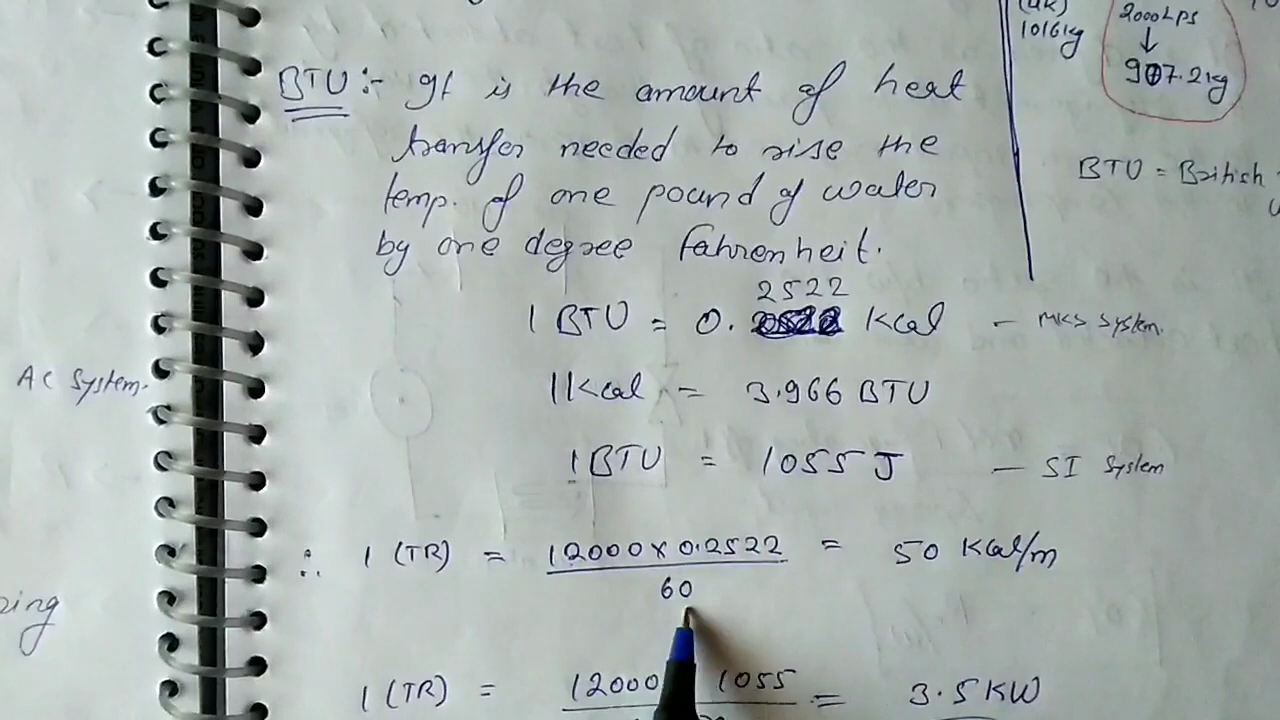 (UK)
1016kg
2000Lps
↓
907.2kg
BTU = British
BTU :- It is the amount of heat
transfer needed to rise the
temp. of one pound of water
by one degree Fahrenheit.
2522
1 BTU = 0. Kcal - MKS System.
1Kcal = 3.966 BTU
AC System.
1 BTU = 1055 J - SI System
∴ 1 (TR) = 12000 x 0.2522 = 50 Kcal/m
60
1 (TR) = 12000 1055 = 3.5 KW